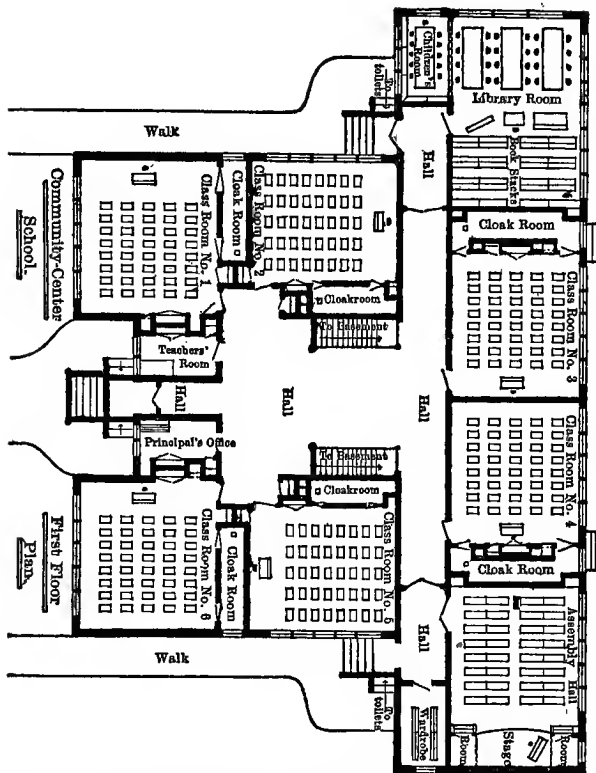 To
toilets
Children's
Room
Library Room
Walk
Hall
Book Stacks
Community-Center
School.
Class Room No. 1
Cloak Room
Class Room No. 2
Cloak Room
Cloakroom
To Basement
Class Room No. 3
Teachers'
Room
Hall
Hall
Hall
Principal's Office
To Basement
Cloakroom
Class Room No. 4
First Floor
Plan.
Class Room No. 6
Cloak Room
Class Room No. 5
Cloak Room
Walk
Hall
Assembly Hall
To
toilets
Wardrobe
Room
Stage
Room